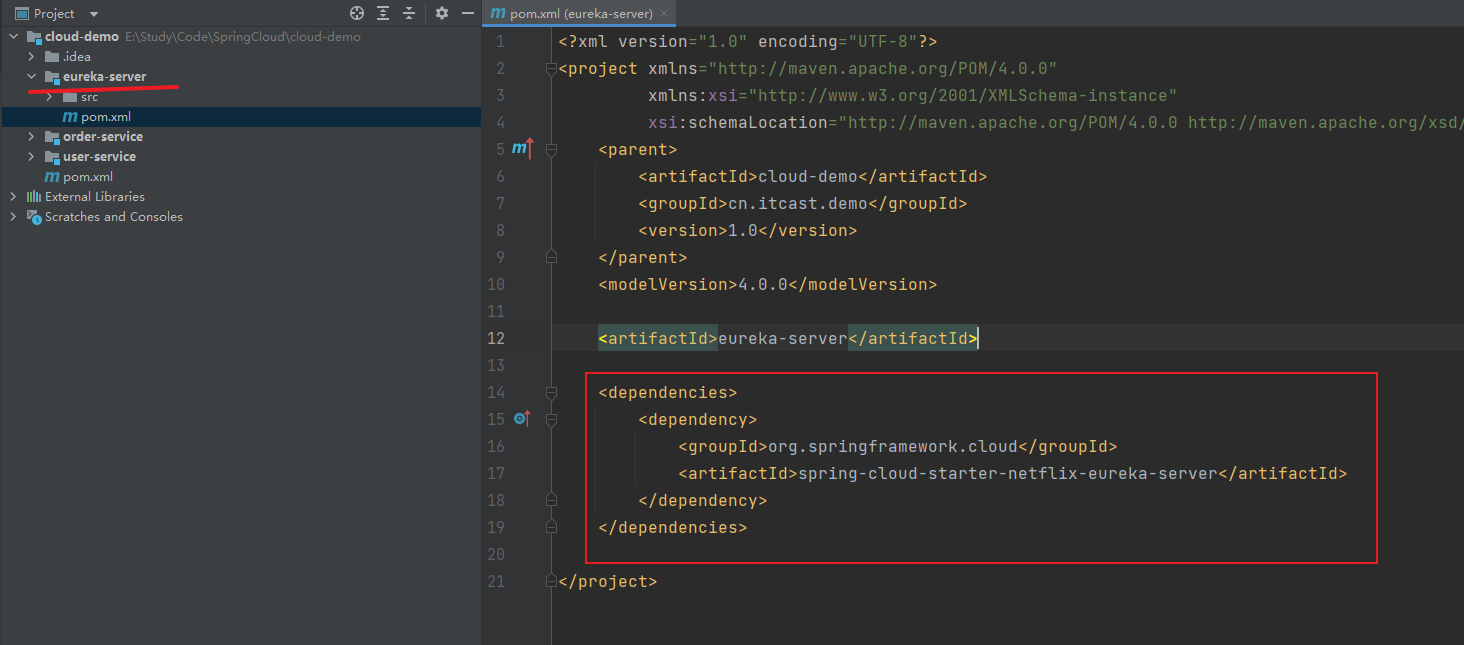 Project
cloud-demo E:\Study\Code\SpringCloud\cloud-demo
.idea
eureka-server
src
m pom.xml
order-service
user-service
m pom.xml
External Libraries
Scratches and Consoles
m pom.xml (eureka-server)
1 <?xml version="1.0" encoding="UTF-8"?>
2 <project xmlns="http://maven.apache.org/POM/4.0.0"
3 xmlns:xsi="http://www.w3.org/2001/XMLSchema-instance"
4 xsi:schemaLocation="http://maven.apache.org/POM/4.0.0 http://maven.apache.org/xsd/
5 m <parent>
6 <artifactId>cloud-demo</artifactId>
7 <groupId>cn.itcast.demo</groupId>
8 <version>1.0</version>
9 </parent>
10 <modelVersion>4.0.0</modelVersion>
11
12 <artifactId>eureka-server</artifactId>
13
14 <dependencies>
15 <dependency>
16 <groupId>org.springframework.cloud</groupId>
17 <artifactId>spring-cloud-starter-netflix-eureka-server</artifactId>
18 </dependency>
19 </dependencies>
20
21 </project>